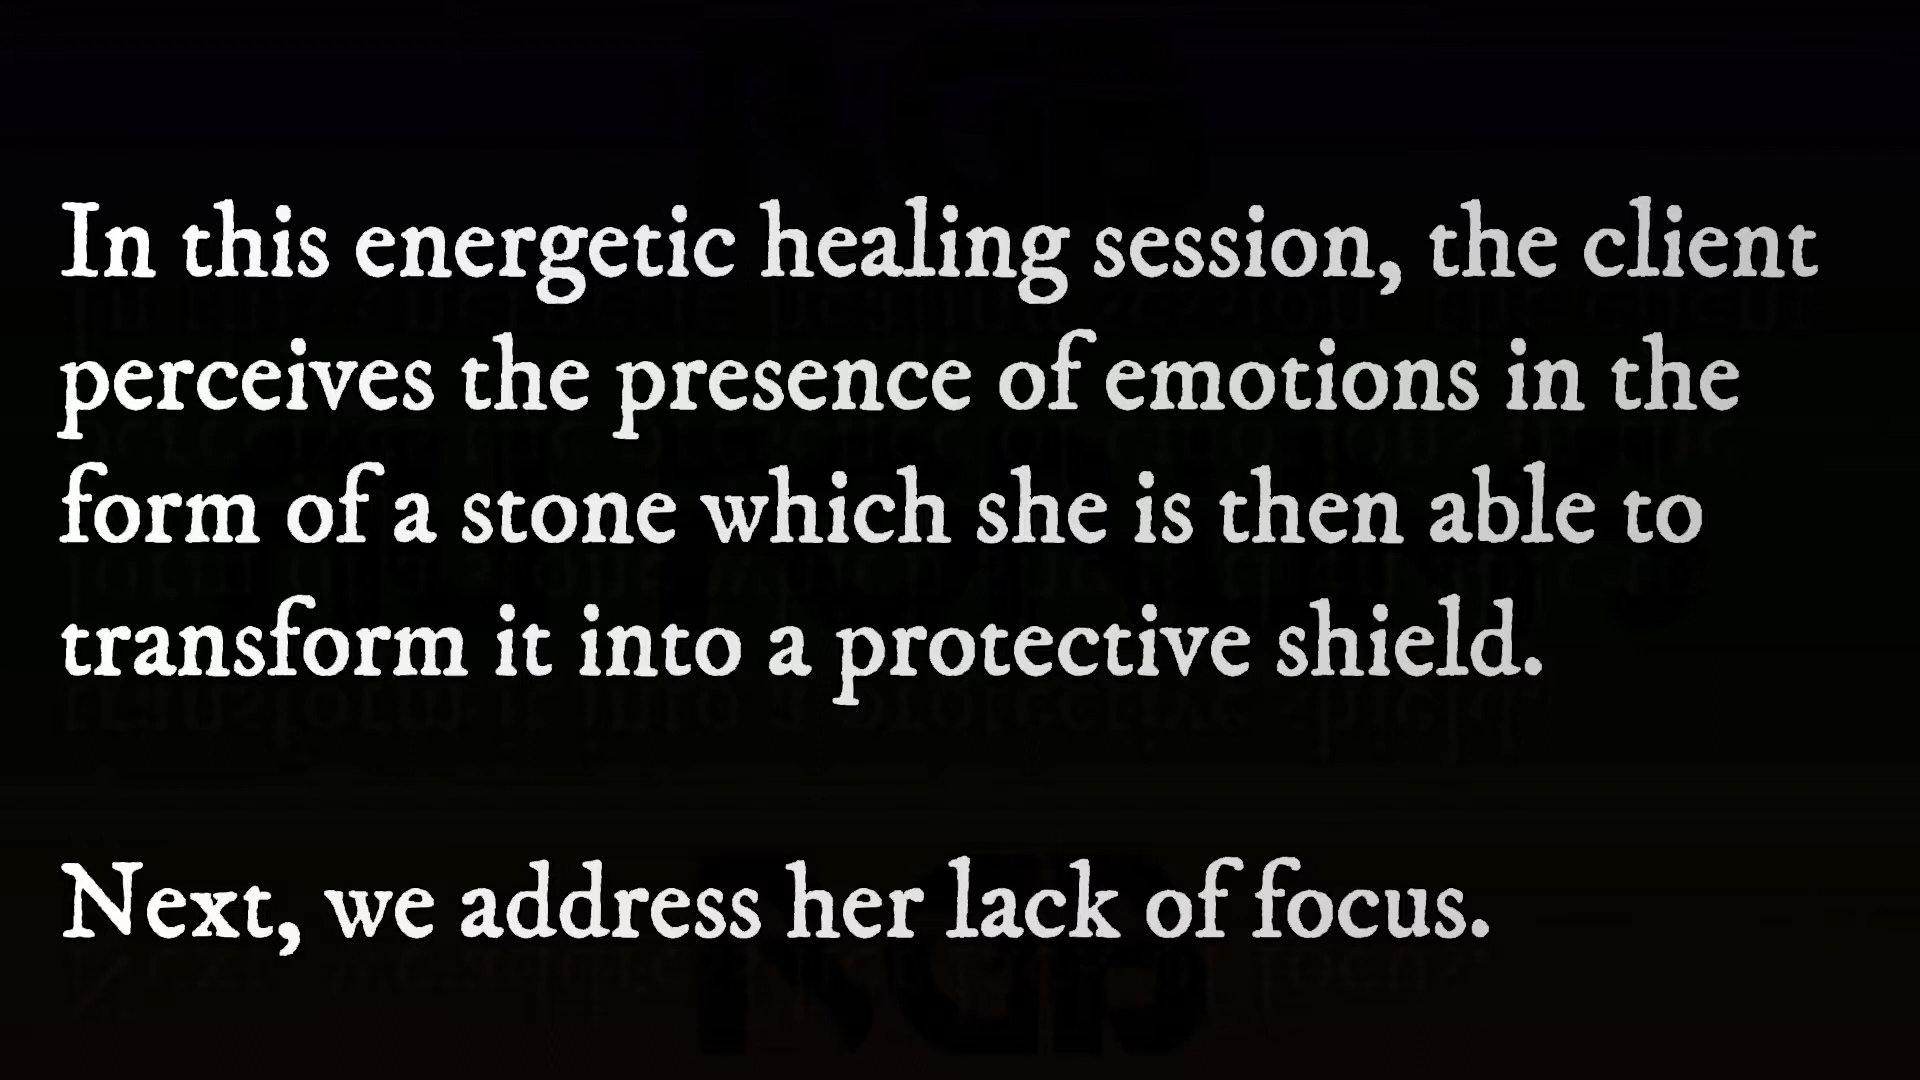 In this energetic healing session, the client
perceives the presence of emotions in the
form of a stone which she is then able to
transform it into a protective shield.
Next, we address her lack of focus.